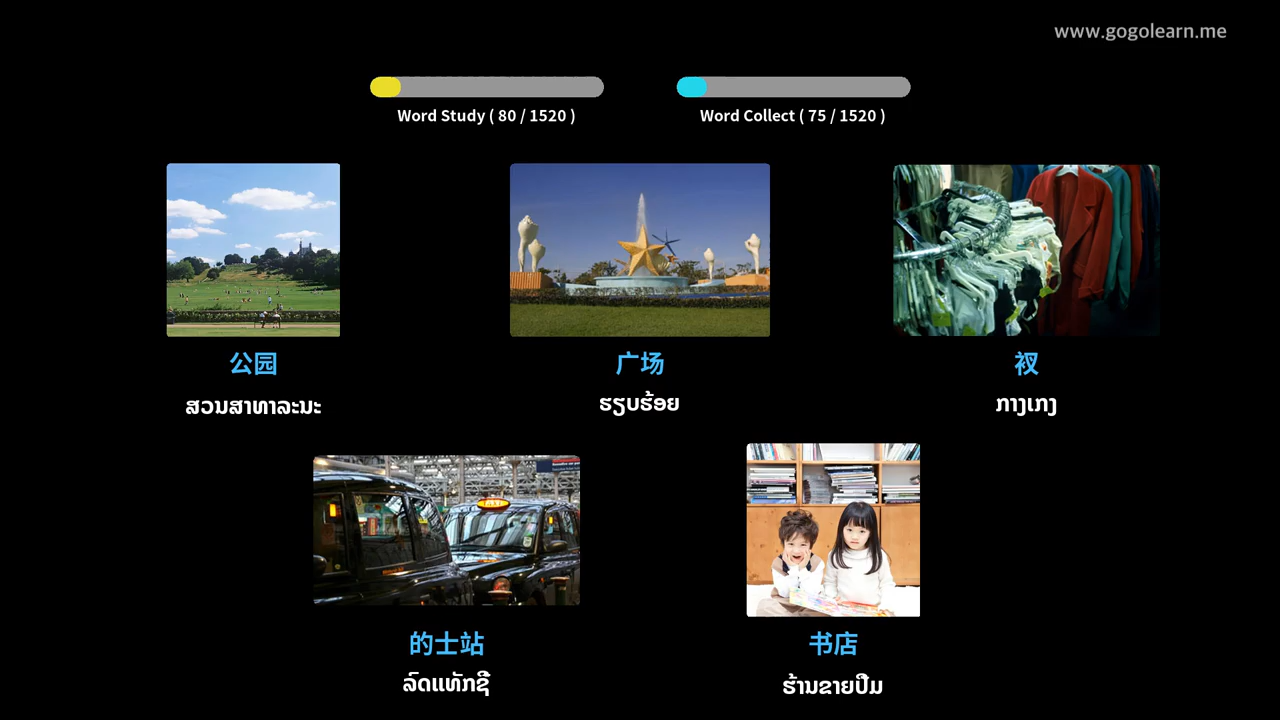 www.gogolearn.me
Word Study ( 80 / 1520 )
Word Collect ( 75 / 1520 )
公园
ສວນສາທາລະນະ
广场
ຮຽບຮ້ອຍ
衩
ກາງເກງ
TAXI
的士站
ລົດແທັກຊີ
书店
ຮ້ານຂາຍປຶ້ມ